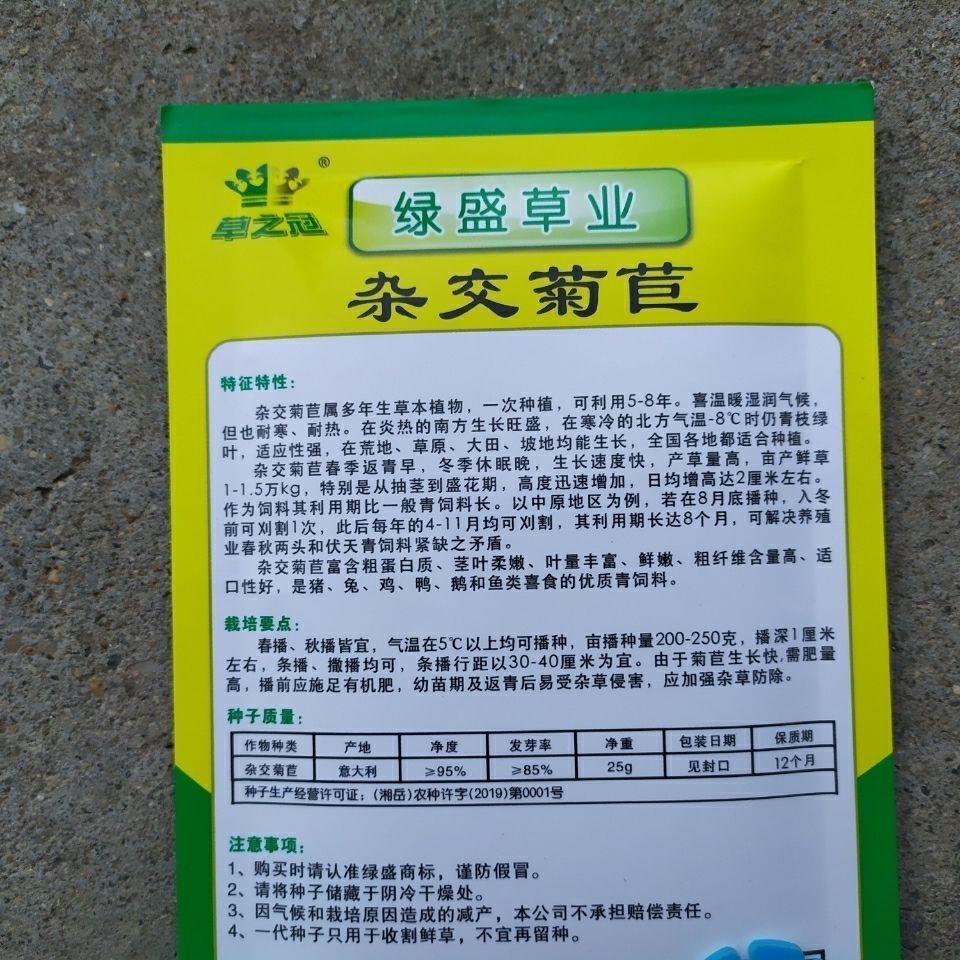 草之冠®
绿盛草业
杂交菊苣
特征特性：
杂交菊苣属多年生草本植物，一次种植，可利用5-8年。喜温暖湿润气候，
但也耐寒、耐热。在炎热的南方生长旺盛，在寒冷的北方气温-8℃时仍青枝绿
叶，适应性强，在荒地、草原、大田、坡地均能生长，全国各地都适合种植。
杂交菊苣春季返青早，冬季休眠晚，生长速度快，产草量高，亩产鲜草
1-1.5万kg，特别是从抽茎到盛花期，高度迅速增加，日均增高达2厘米左右。
作为饲料其利用期比一般青饲料长。以中原地区为例，若在8月底播种，入冬
前可刈割1次，此后每年的4-11月均可刈割，其利用期长达8个月，可解决养殖
业春秋两头和伏天青饲料紧缺之矛盾。
杂交菊苣富含粗蛋白质、茎叶柔嫩、叶量丰富、鲜嫩、粗纤维含量高、适
口性好，是猪、兔、鸡、鸭、鹅和鱼类喜食的优质青饲料。
栽培要点：
春播、秋播皆宜，气温在5℃以上均可播种，亩播种量200-250克，播深1厘米
左右，条播、撒播均可，条播行距以30-40厘米为宜。由于菊苣生长快,需肥量
高，播前应施足有机肥，幼苗期及返青后易受杂草侵害，应加强杂草防除。
种子质量：
作物种类 产地 净度 发芽率 净重 包装日期 保质期
杂交菊苣 意大利 ≥95% ≥85% 25g 见封口 12个月
种子生产经营许可证：(湘岳)农种许字(2019)第0001号
注意事项：
1、购买时请认准绿盛商标，谨防假冒。
2、请将种子储藏于阴冷干燥处。
3、因气候和栽培原因造成的减产，本公司不承担赔偿责任。
4、一代种子只用于收割鲜草，不宜再留种。